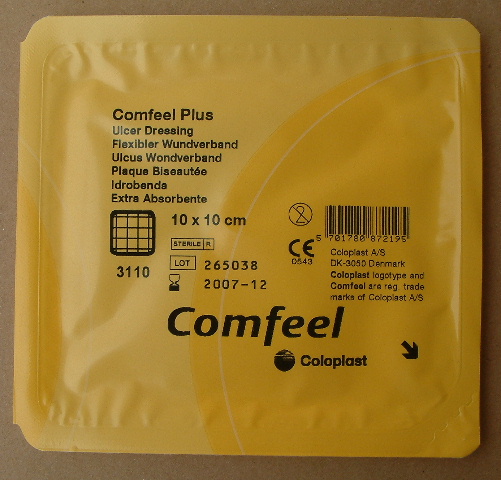 Comfeel Plus
Ulcer Dressing
Flexibler Wundverband
Ulcus Wondverband
Plaque Biseautée
Idrobenda
Extra Absorbente
10 x 10 cm
3110
STERILE R
LOT 265038
2007-12
2
5 701780 872195
CE
0543
Coloplast A/S
DK-3050 Denmark
Coloplast logotype and
Comfeel are reg. trade
marks of Coloplast A/S
Comfeel
Coloplast